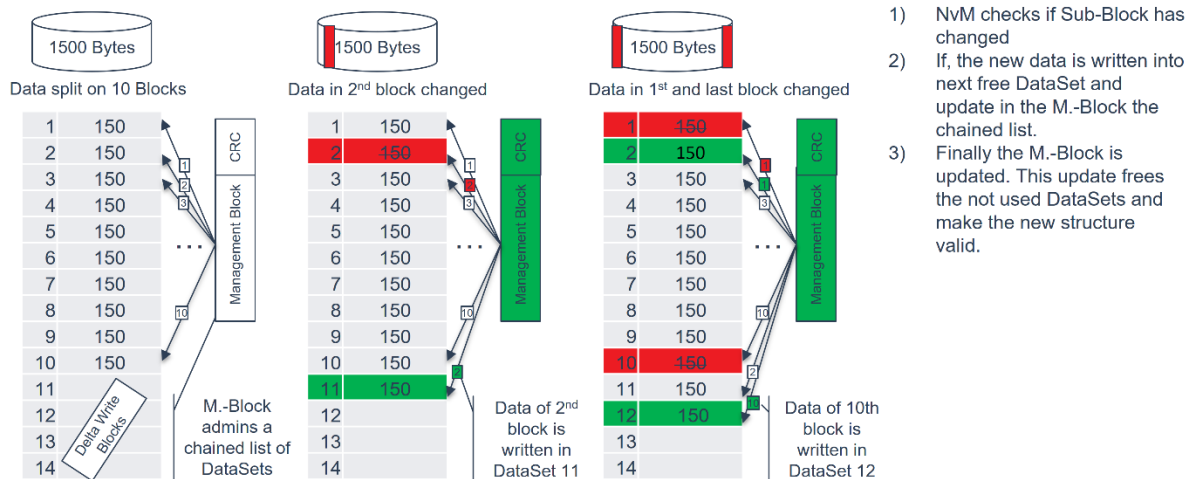 1500 Bytes
Data split on 10 Blocks
1 150
2 150
3 150
4 150
5 150
6 150
7 150
8 150
9 150
10 150
11
12
13
14
Delta Write
Blocks
1
2
3
...
10
CRC
Management Block
M.-Block
admins a
chained list of
DataSets
1500 Bytes
Data in 2nd block changed
1 150
2 150
3 150
4 150
5 150
6 150
7 150
8 150
9 150
10 150
11 150
12
13
14
1
2
3
...
10
2
CRC
Management Block
Data of 2nd
block is
written in
DataSet 11
1500 Bytes
Data in 1st and last block changed
1 150
2 150
3 150
4 150
5 150
6 150
7 150
8 150
9 150
10 150
11 150
12 150
13
14
1
1
3
...
10
2
10
CRC
Management Block
Data of 10th
block is
written in
DataSet 12
1) NvM checks if Sub-Block has
changed
2) If, the new data is written into
next free DataSet and
update in the M.-Block the
chained list.
3) Finally the M.-Block is
updated. This update frees
the not used DataSets and
make the new structure
valid.